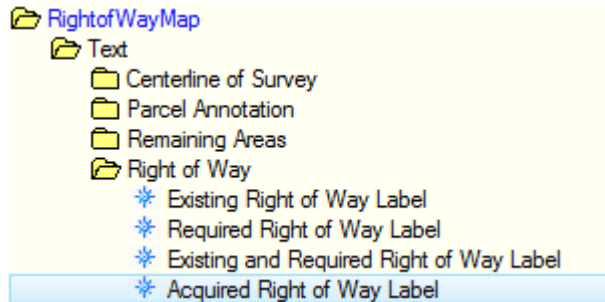 RightofWayMap
Text
Centerline of Survey
Parcel Annotation
Remaining Areas
Right of Way
Existing Right of Way Label
Required Right of Way Label
Existing and Required Right of Way Label
Acquired Right of Way Label